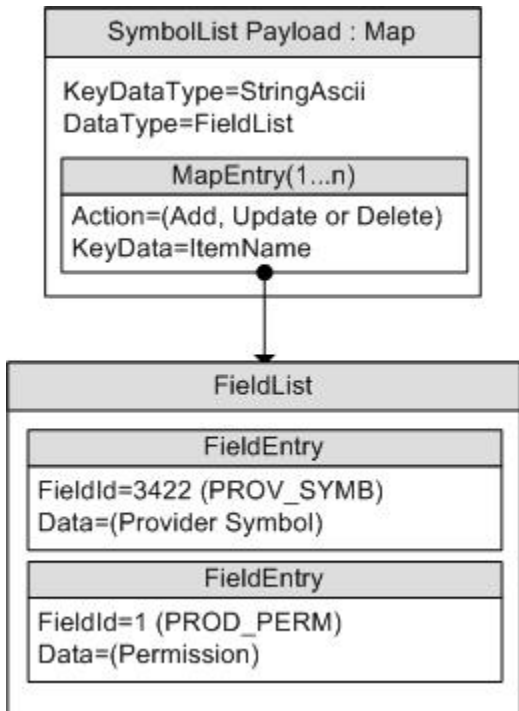 SymbolList Payload : Map
KeyDataType=StringAscii
DataType=FieldList
MapEntry(1...n)
Action=(Add, Update or Delete)
KeyData=ItemName
FieldList
FieldEntry
FieldId=3422 (PROV_SYMB)
Data=(Provider Symbol)
FieldEntry
FieldId=1 (PROD_PERM)
Data=(Permission)